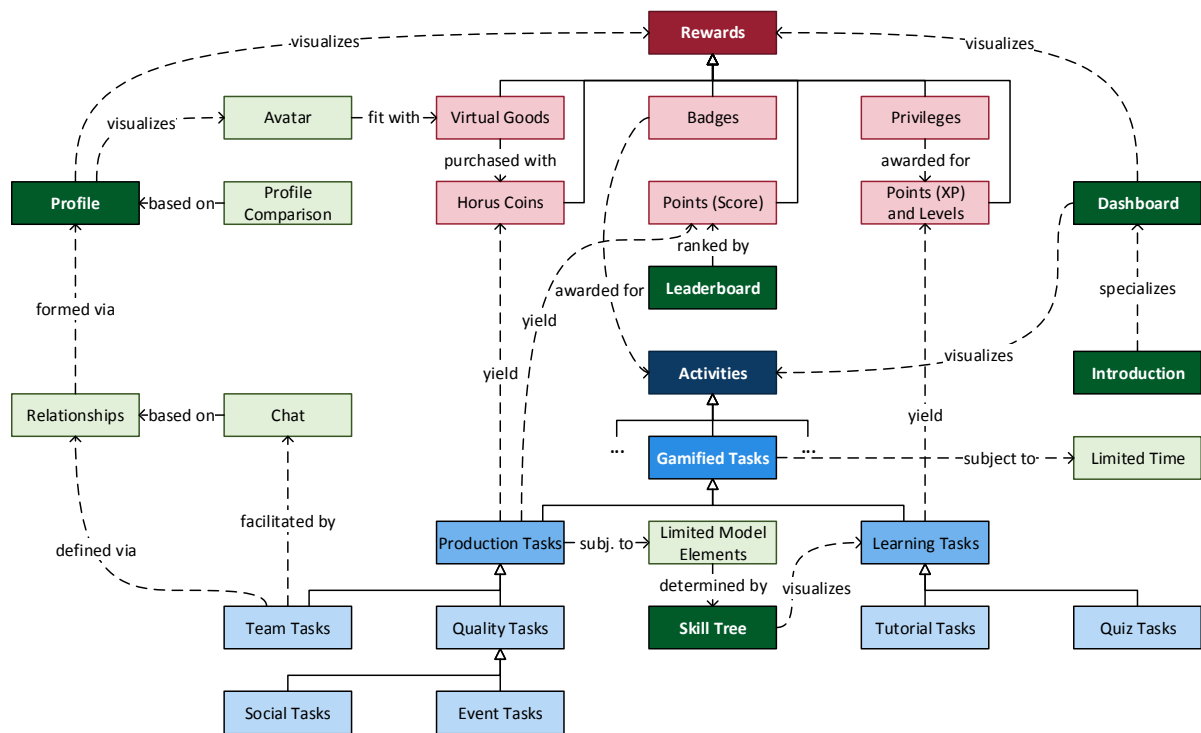 Rewards
visualizes
visualizes
Avatar
fit with
Virtual Goods
Badges
Privileges
visualizes
purchased with
awarded for
Profile
based on
Profile
Comparison
Horus Coins
Points (Score)
Points (XP)
and Levels
Dashboard
ranked by
Leaderboard
awarded for
formed via
specializes
yield
yield
visualizes
Activities
Introduction
Relationships
based on
Chat
yield
...
...
Gamified Tasks
subject to
Limited Time
facilitated by
defined via
Production Tasks
subj. to
Limited Model
Elements
Learning Tasks
determined by
visualizes
Team Tasks
Quality Tasks
Skill Tree
Tutorial Tasks
Quiz Tasks
Social Tasks
Event Tasks